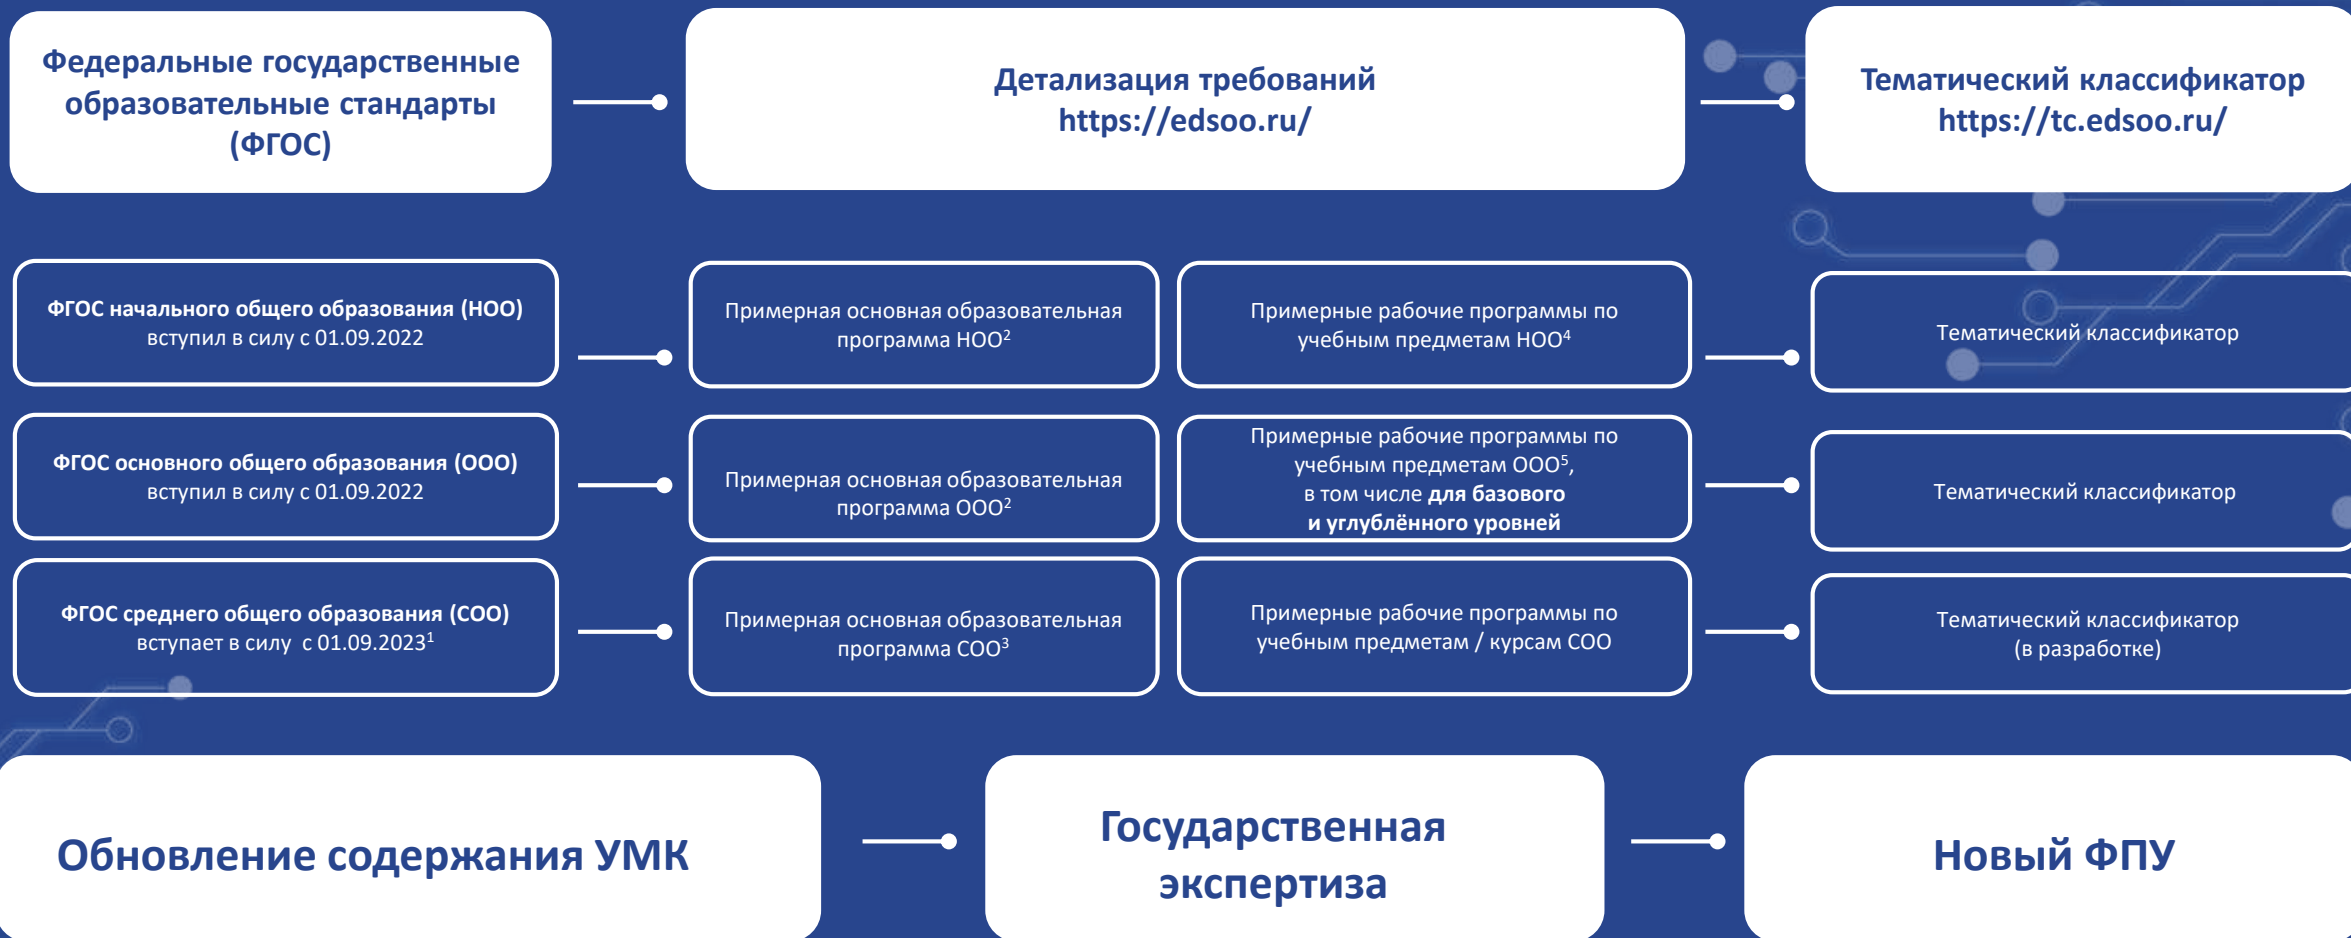 Федеральные государственные
образовательные стандарты
(ФГОС)
Детализация требований
https://edsoo.ru/
Тематический классификатор
https://tc.edsoo.ru/
ФГОС начального общего образования (НОО)
вступил в силу с 01.09.2022
Примерная основная образовательная
программа НОО²
Примерные рабочие программы по
учебным предметам НОО⁴
Тематический классификатор
ФГОС основного общего образования (ООО)
вступил в силу с 01.09.2022
Примерная основная образовательная
программа ООО²
Примерные рабочие программы по
учебным предметам ООО⁵,
в том числе для базового
и углублённого уровней
Тематический классификатор
ФГОС среднего общего образования (СОО)
вступает в силу с 01.09.2023¹
Примерная основная образовательная
программа СОО³
Примерные рабочие программы по
учебным предметам / курсам СОО
Тематический классификатор
(в разработке)
Обновление содержания УМК
Государственная
экспертиза
Новый ФПУ